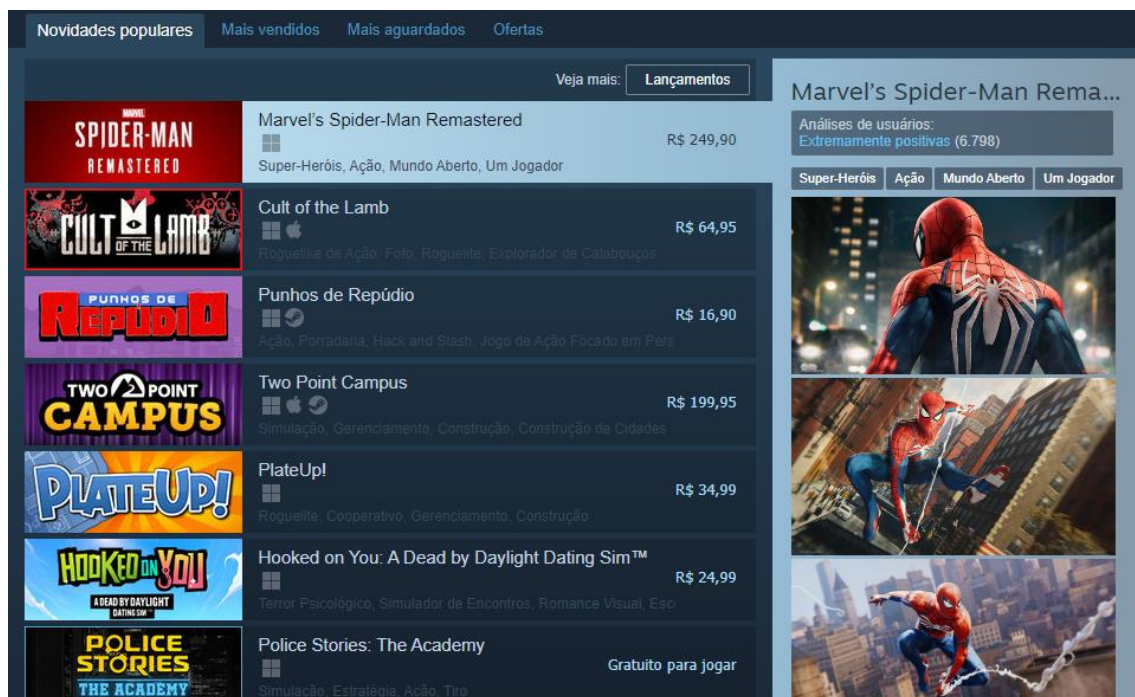 Novidades populares Mais vendidos Mais aguardados Ofertas
Veja mais: Lançamentos
MARVEL
SPIDER-MAN
REMASTERED
Marvel's Spider-Man Remastered
R$ 249,90
Super-Heróis, Ação, Mundo Aberto, Um Jogador
CULT OF THE LAMB
Cult of the Lamb
R$ 64,95
Roguelike de Ação, Fofo, Roguelite, Explorador de Calabouços
PUNHOS DE
REPÚDIO
Punhos de Repúdio
R$ 16,90
Ação, Porradaria, Hack and Slash, Jogo de Ação Focado em Pers
TWO POINT
CAMPUS
Two Point Campus
R$ 199,95
Simulação, Gerenciamento, Construção, Construção de Cidades
PLATEUP!
PlateUp!
R$ 34,99
Roguelite, Cooperativo, Gerenciamento, Construção
HOOKED ON YOU
A DEAD BY DAYLIGHT
DATING SIM
Hooked on You: A Dead by Daylight Dating Sim™
R$ 24,99
Terror Psicológico, Simulador de Encontros, Romance Visual, Esc
POLICE
STORIES
THE ACADEMY
Police Stories: The Academy
Gratuito para jogar
Simulação, Estratégia, Ação, Tiro
Marvel's Spider-Man Rema...
Análises de usuários:
Extremamente positivas (6.798)
Super-Heróis Ação Mundo Aberto Um Jogador